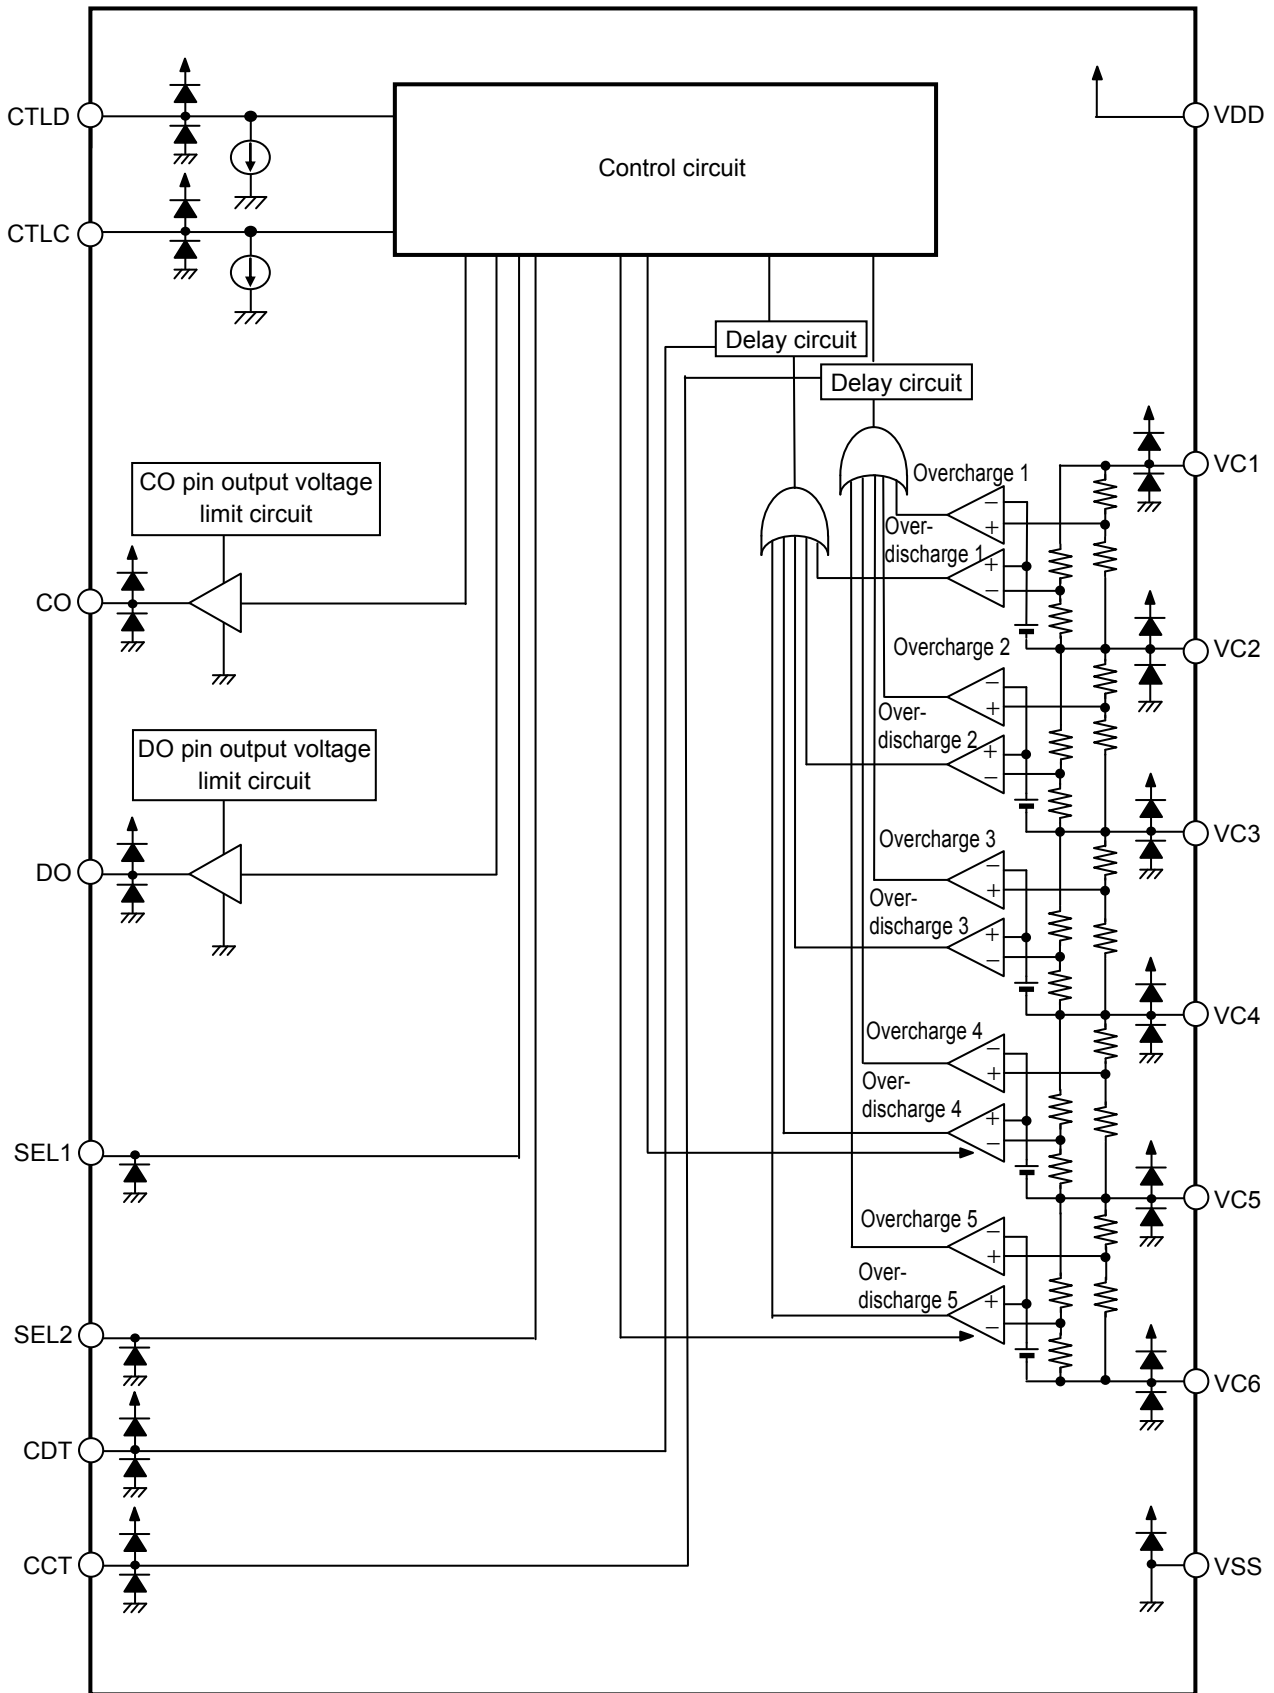 CTLD
CTLC
Control circuit
VDD
Delay circuit
Delay circuit
CO pin output voltage
limit circuit
CO
DO pin output voltage
limit circuit
DO
SEL1
SEL2
CDT
CCT
Overcharge 1
Over-
discharge 1
Overcharge 2
Over-
discharge 2
Overcharge 3
Over-
discharge 3
Overcharge 4
Over-
discharge 4
Overcharge 5
Over-
discharge 5
−
+
+
−
−
+
+
−
−
+
+
−
−
+
+
−
−
+
+
−
VC1
VC2
VC3
VC4
VC5
VC6
VSS